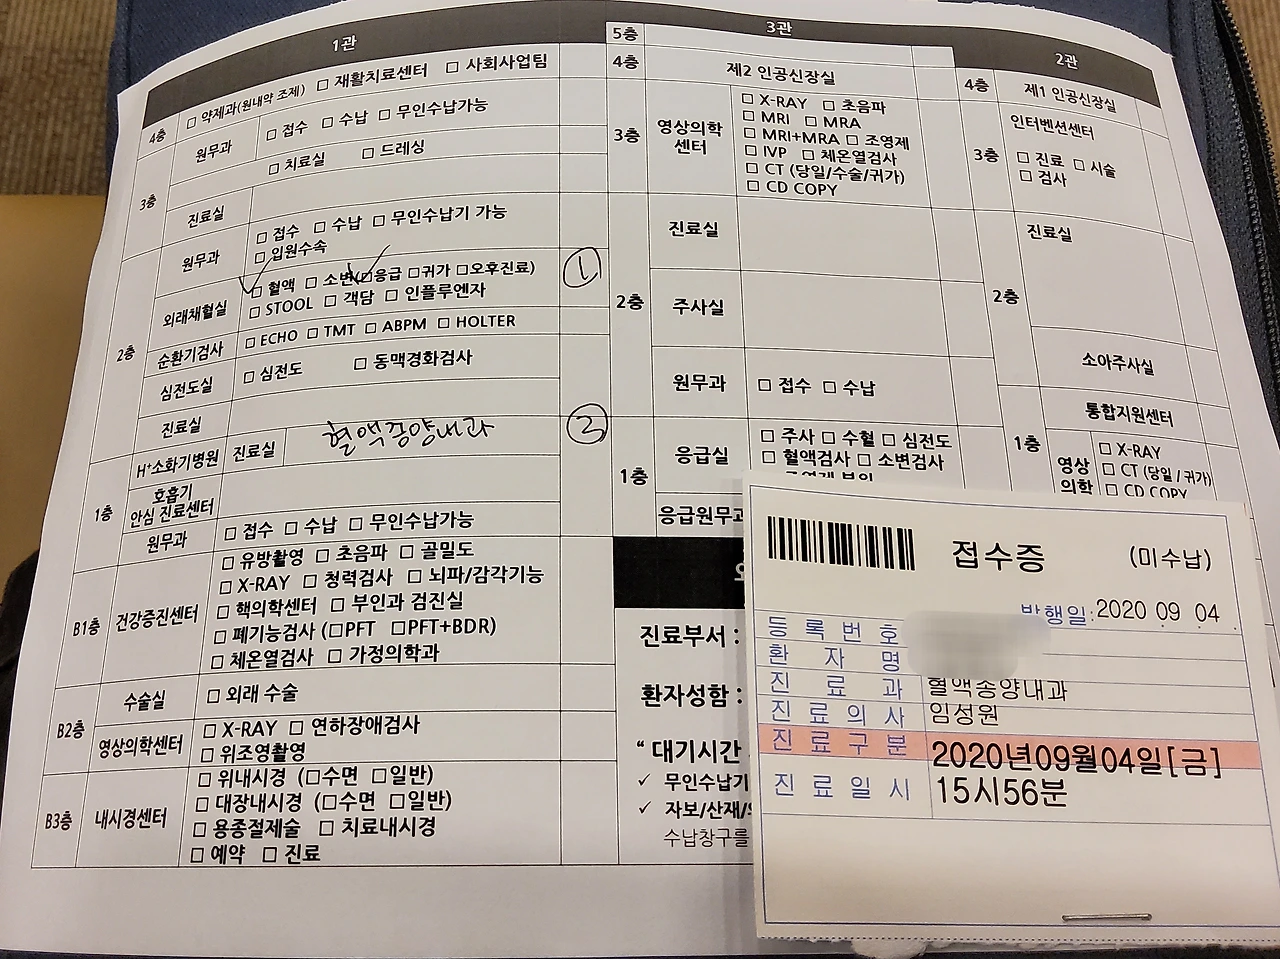 1관
4층 □ 약제과(원내약 조제) □ 재활치료센터 □ 사회사업팀
3층 원무과 □ 접수 □ 수납 □ 무인수납가능
□ 치료실 □ 드레싱
진료실
2층 원무과 □ 접수 □ 수납 □ 무인수납기 가능
□ 입원수속
외래채혈실 □ 혈액 □ 소변(□응급 □귀가 □오후진료)
□ STOOL □ 객담 □ 인플루엔자
①
순환기검사 □ ECHO □ TMT □ ABPM □ HOLTER
심전도실 □ 심전도 □ 동맥경화검사
진료실
1층 H+소화기병원 진료실 혈액종양내과 ②
호흡기
안심 진료센터
원무과 □ 접수 □ 수납 □ 무인수납가능
B1층 건강증진센터 □ 유방촬영 □ 초음파 □ 골밀도
□ X-RAY □ 청력검사 □ 뇌파/감각기능
□ 핵의학센터 □ 부인과 검진실
□ 폐기능검사 (□PFT □PFT+BDR)
□ 체온열검사 □ 가정의학과
B2층 수술실 □ 외래 수술
영상의학센터 □ X-RAY □ 연하장애검사
□ 위조영촬영
B3층 내시경센터 □ 위내시경 (□수면 □일반)
□ 대장내시경 (□수면 □일반)
□ 용종절제술 □ 치료내시경
□ 예약 □ 진료
3관
5층
4층 제2 인공신장실
3층 영상의학
센터
□ X-RAY □ 초음파
□ MRI □ MRA
□ MRI+MRA □ 조영제
□ IVP □ 체온열검사
□ CT (당일/수술/귀가)
□ CD COPY
2층 진료실
주사실
원무과 □ 접수 □ 수납
1층 응급실 □ 주사 □ 수혈 □ 심전도
□ 혈액검사 □ 소변검사
응급원무과
진료부서 :
환자성함 :
“ 대기시간
✓ 무인수납기
✓ 자보/산재/
수납창구를
2관
4층 제1 인공신장실
3층 인터벤션센터
□ 진료 □ 시술
□ 검사
2층 진료실
소아주사실
1층 통합지원센터
영상
의학
□ X-RAY
□ CT (당일 / 귀가)
□ CD COPY
접수증 (미수납)
발행일: 2020 09 04
등록번호
환자명
진료과 혈액종양내과
진료의사 임성원
진료구분 2020년09월04일[금]
진료일시 15시56분